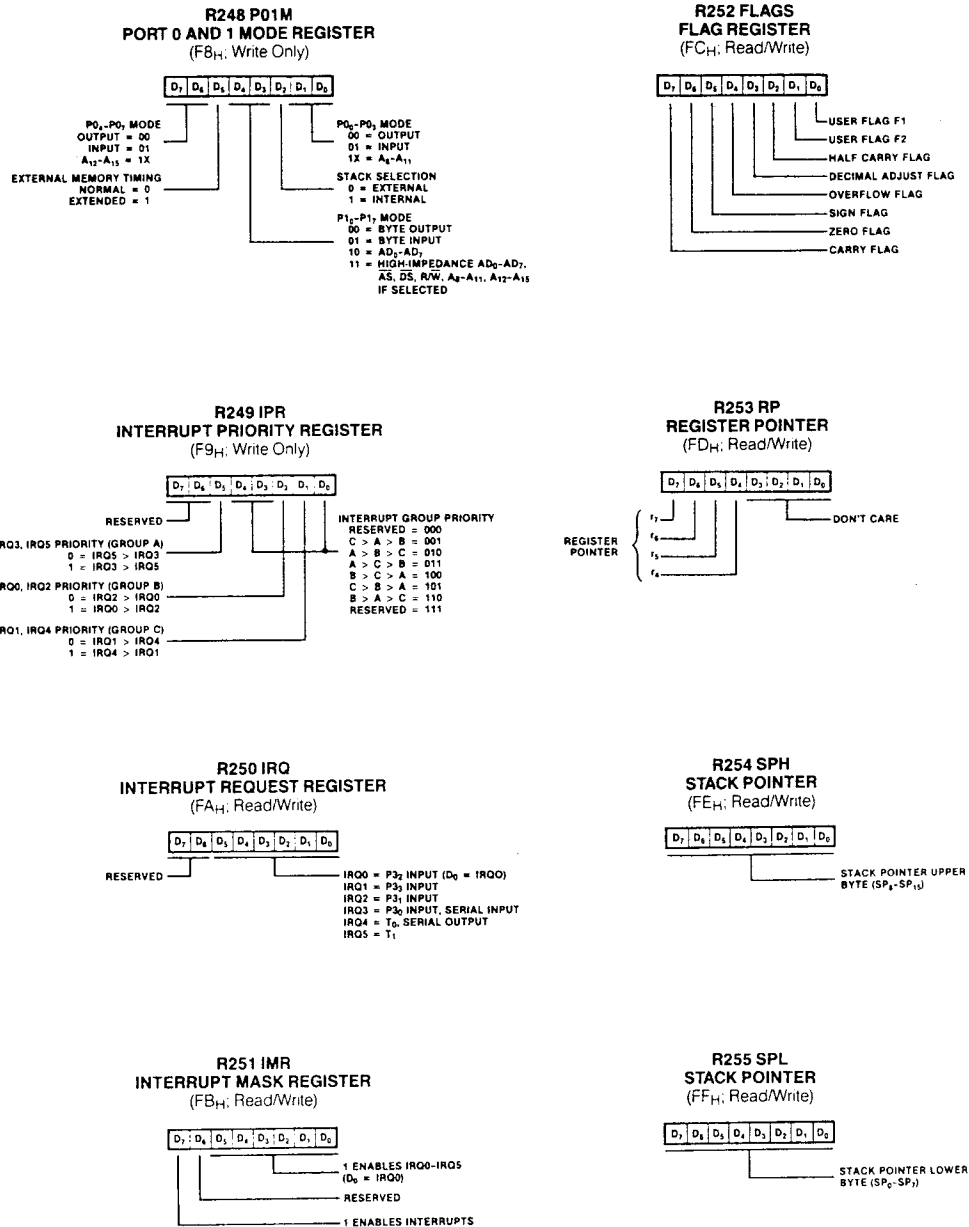 R248 P01M
PORT 0 AND 1 MODE REGISTER
(F8H; Write Only)
D7 D6 D5 D4 D3 D2 D1 D0
P04-P07 MODE
OUTPUT = 00
INPUT = 01
A12-A15 = 1X
EXTERNAL MEMORY TIMING
NORMAL = 0
EXTENDED = 1
P00-P03 MODE
00 = OUTPUT
01 = INPUT
1X = A8-A11
STACK SELECTION
0 = EXTERNAL
1 = INTERNAL
P10-P17 MODE
00 = BYTE OUTPUT
01 = BYTE INPUT
10 = AD0-AD7
11 = HIGH-IMPEDANCE AD0-AD7,
A̅S̅, D̅S̅, R/W̅, A8-A11, A12-A15
IF SELECTED
R252 FLAGS
FLAG REGISTER
(FCH; Read/Write)
D7 D6 D5 D4 D3 D2 D1 D0
USER FLAG F1
USER FLAG F2
HALF CARRY FLAG
DECIMAL ADJUST FLAG
OVERFLOW FLAG
SIGN FLAG
ZERO FLAG
CARRY FLAG
R249 IPR
INTERRUPT PRIORITY REGISTER
(F9H; Write Only)
D7 D6 D5 D4 D3 D3 D1 D0
RESERVED
RQ3, IRQ5 PRIORITY (GROUP A)
0 = IRQ5 > IRQ3
1 = IRQ3 > IRQ5
RQ0, IRQ2 PRIORITY (GROUP B)
0 = IRQ2 > IRQ0
1 = IRQ0 > IRQ2
RQ1, IRQ4 PRIORITY (GROUP C)
0 = IRQ1 > IRQ4
1 = IRQ4 > IRQ1
INTERRUPT GROUP PRIORITY
RESERVED = 000
C > A > B = 001
A > B > C = 010
A > C > B = 011
B > C > A = 100
C > B > A = 101
B > A > C = 110
RESERVED = 111
R253 RP
REGISTER POINTER
(FDH; Read/Write)
D7 D6 D5 D4 D3 D2 D1 D0
REGISTER
POINTER
r7
r6
r5
r4
DON'T CARE
R250 IRQ
INTERRUPT REQUEST REGISTER
(FAH; Read/Write)
D7 D6 D5 D4 D3 D2 D1 D0
RESERVED
IRQ0 = P32 INPUT (D0 = IRQ0)
IRQ1 = P33 INPUT
IRQ2 = P31 INPUT
IRQ3 = P30 INPUT, SERIAL INPUT
IRQ4 = T0, SERIAL OUTPUT
IRQ5 = T1
R254 SPH
STACK POINTER
(FEH; Read/Write)
D7 D6 D5 D4 D3 D2 D1 D0
STACK POINTER UPPER
BYTE (SP8-SP15)
R251 IMR
INTERRUPT MASK REGISTER
(FBH; Read/Write)
D7 D6 D5 D4 D3 D2 D1 D0
1 ENABLES IRQ0-IRQ5
(D0 = IRQ0)
RESERVED
1 ENABLES INTERRUPTS
R255 SPL
STACK POINTER
(FFH; Read/Write)
D7 D6 D5 D4 D3 D2 D1 D0
STACK POINTER LOWER
BYTE (SP0-SP7)